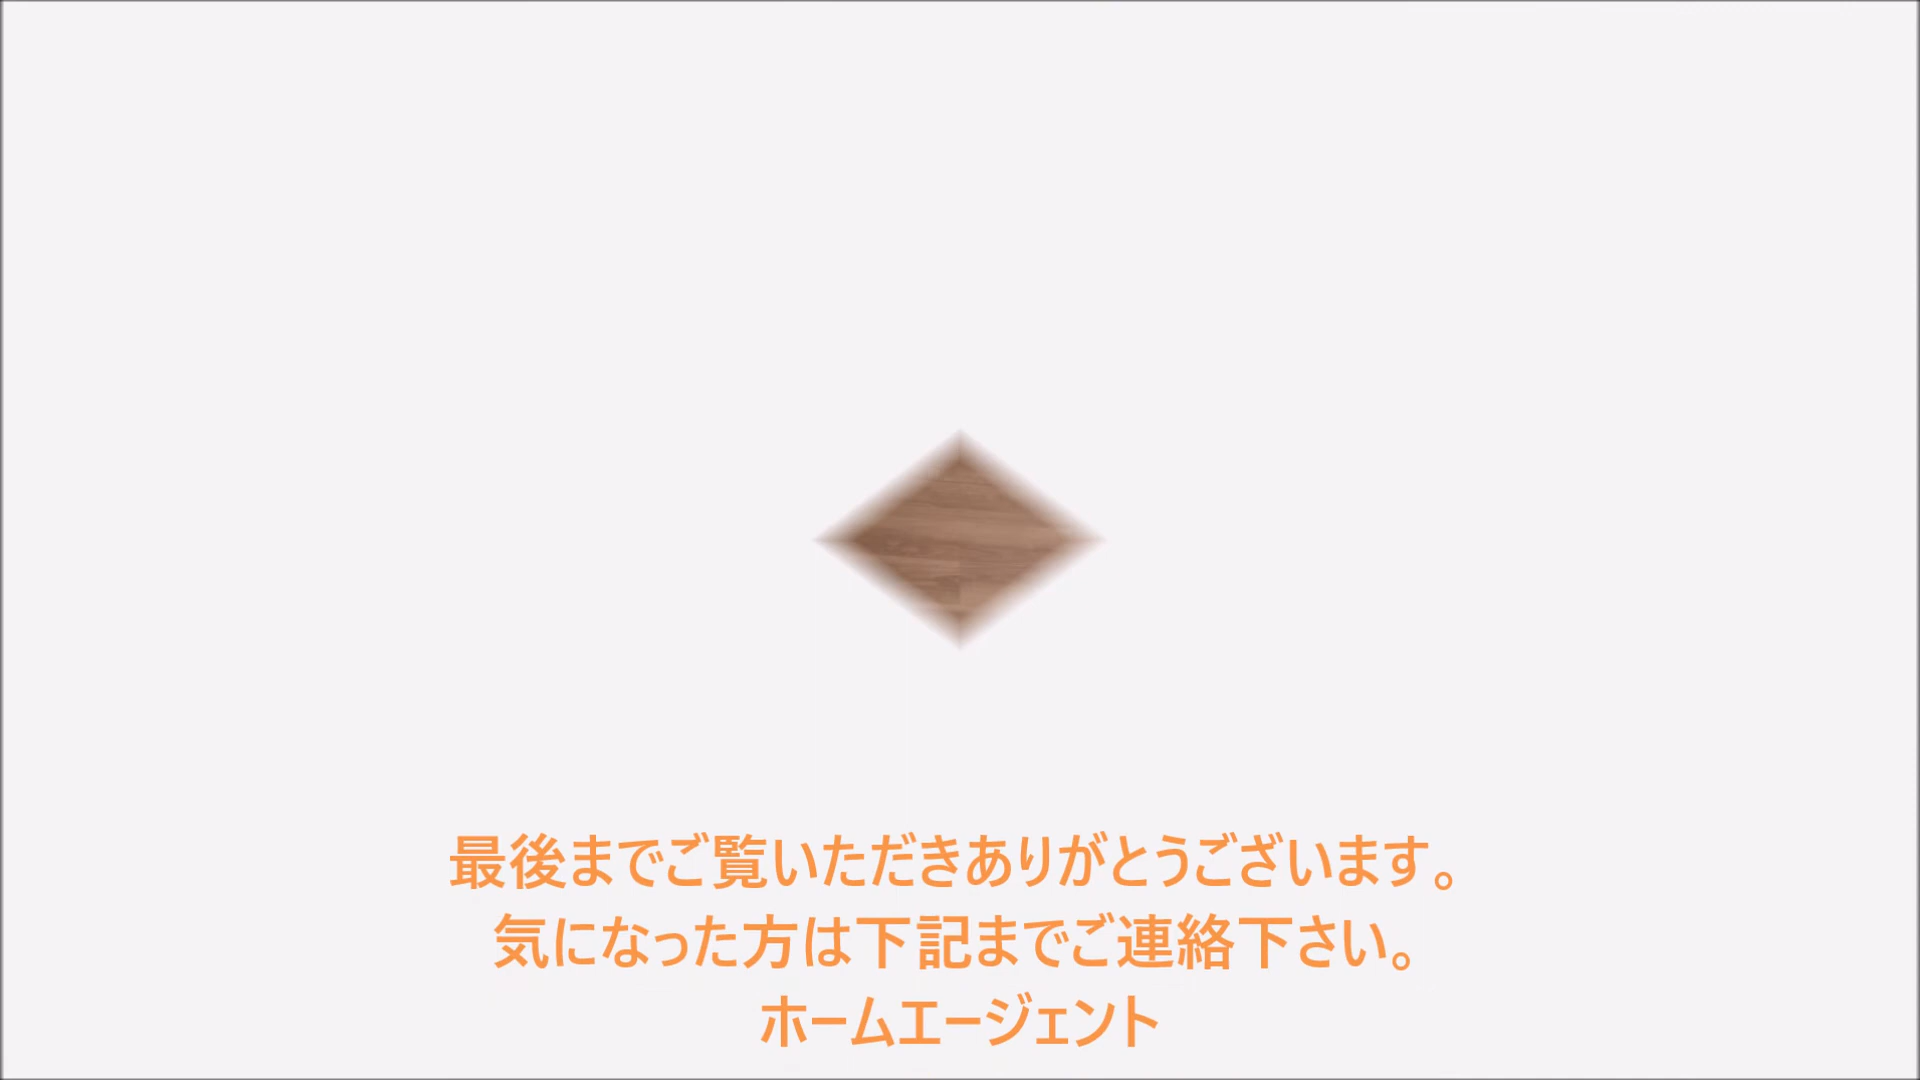 最後までご覧いただきありがとうございます。
気になった方は下記までご連絡下さい。
ホームエージェント